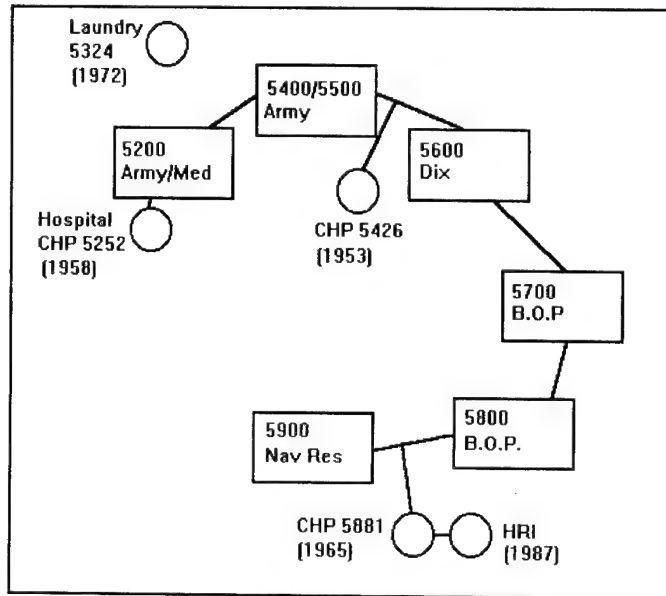 Laundry
5324
(1972)
5400/5500
Army
5200
Army/Med
5600
Dix
Hospital
CHP 5252
(1958)
CHP 5426
(1953)
5700
B.O.P
5800
B.O.P.
5900
Nav Res
CHP 5881
(1965)
HRI
(1987)